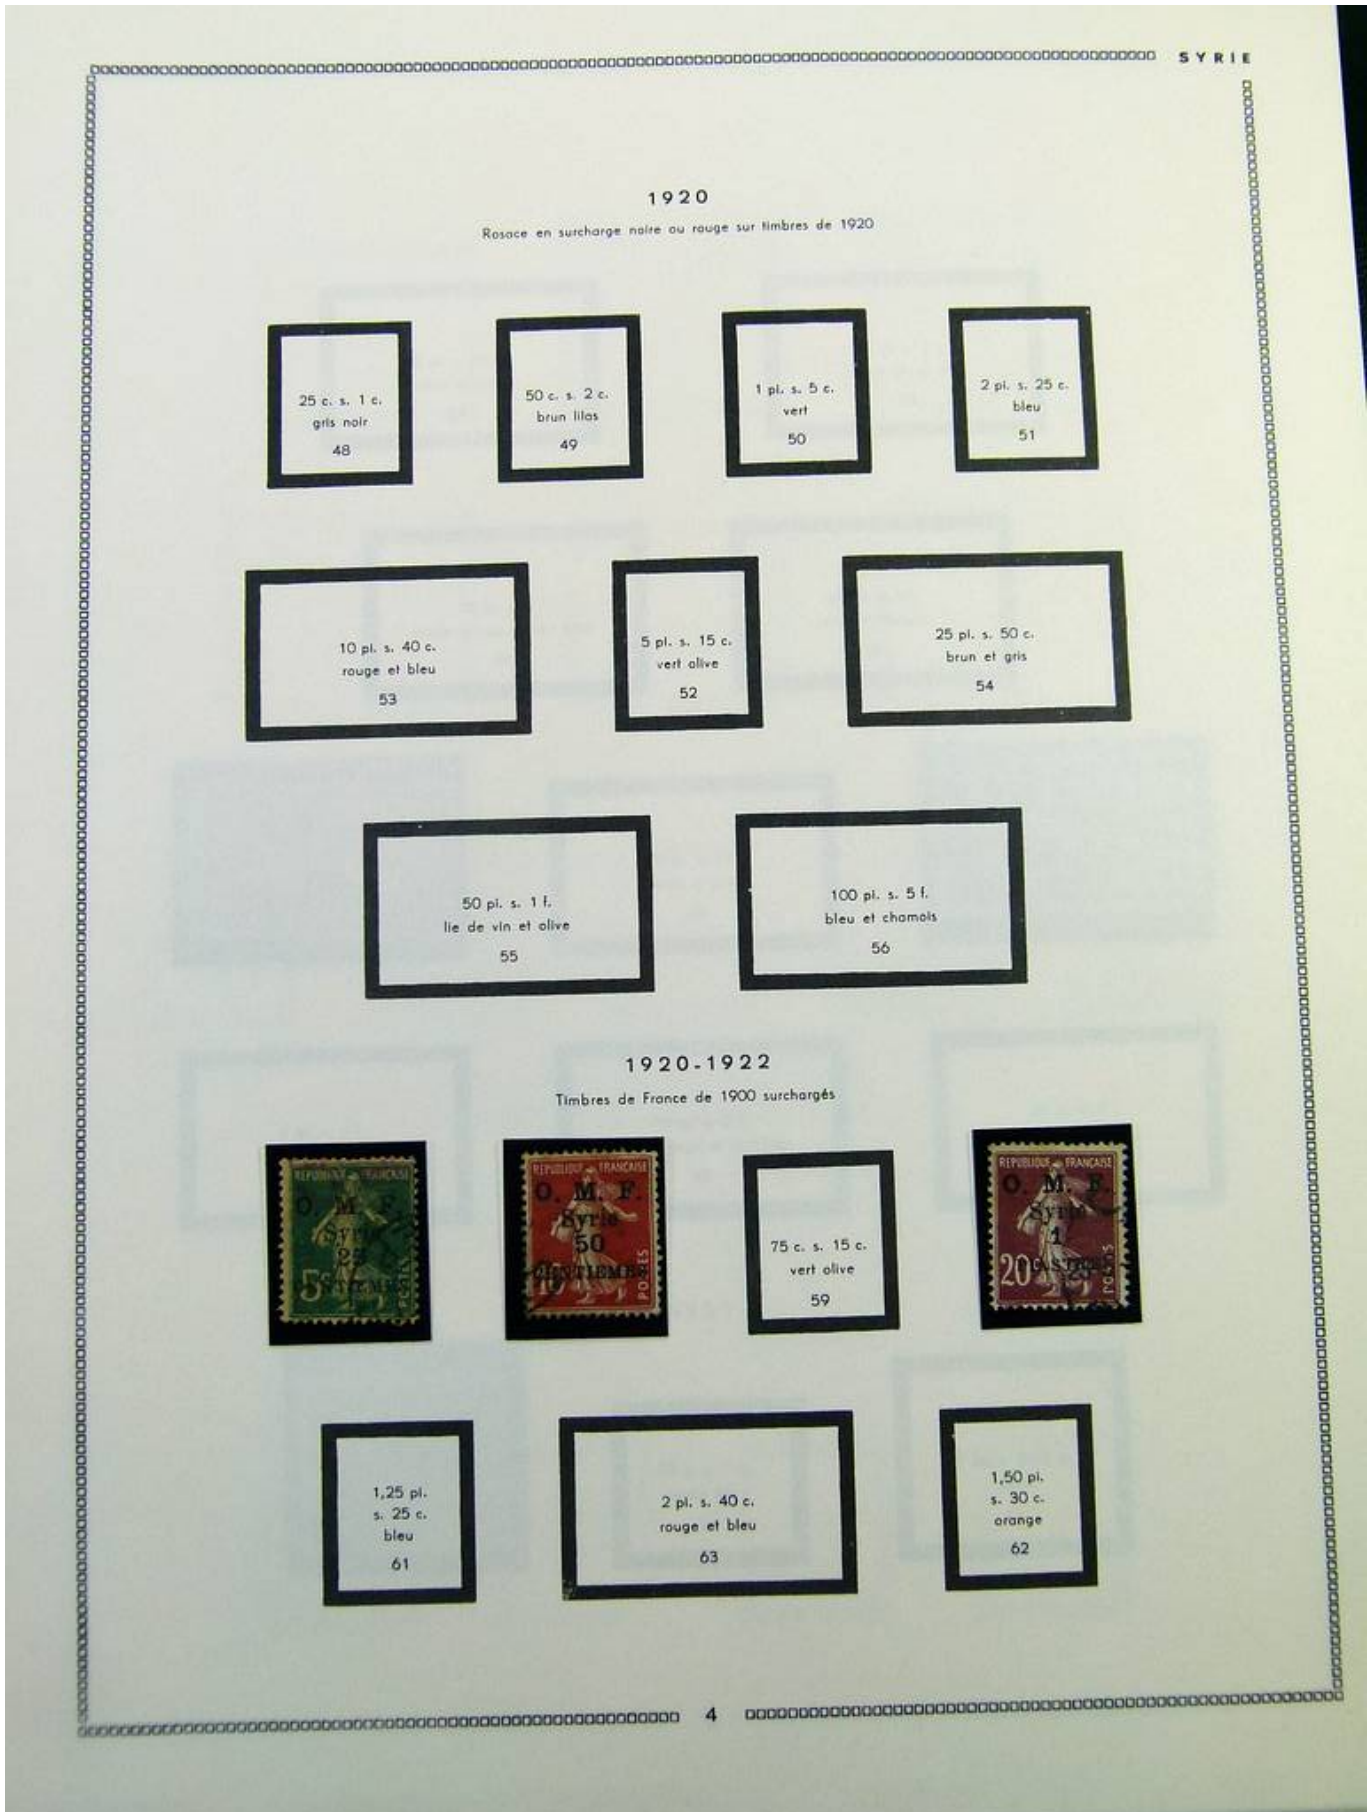 SYRIE
1920
Rosace en surcharge noire ou rouge sur timbres de 1920
25 c. s. 1 c.
gris noir
48
50 c. s. 2 c.
brun lilas
49
1 pi. s. 5 c.
vert
50
2 pi. s. 25 c.
bleu
51
10 pi. s. 40 c.
rouge et bleu
53
5 pi. s. 15 c.
vert olive
52
25 pi. s. 50 c.
brun et gris
54
50 pi. s. 1 f.
lie de vin et olive
55
100 pi. s. 5 f.
bleu et chamois
56
1920-1922
Timbres de France de 1900 surchargés
REPUBLIQUE FRANCAISE
O. M. F.
Syrie
25
CENTIEMES
5c
POSTES
REPUBLIQUE FRANCAISE
O. M. F.
Syrie
50
CENTIEMES
10c
POSTES
75 c. s. 15 c.
vert olive
59
REPUBLIQUE FRANCAISE
O. M. F.
Syrie
1
PIASTRE
20c
1,25 pi.
s. 25 c.
bleu
61
2 pi. s. 40 c.
rouge et bleu
63
1,50 pi.
s. 30 c.
orange
62
4